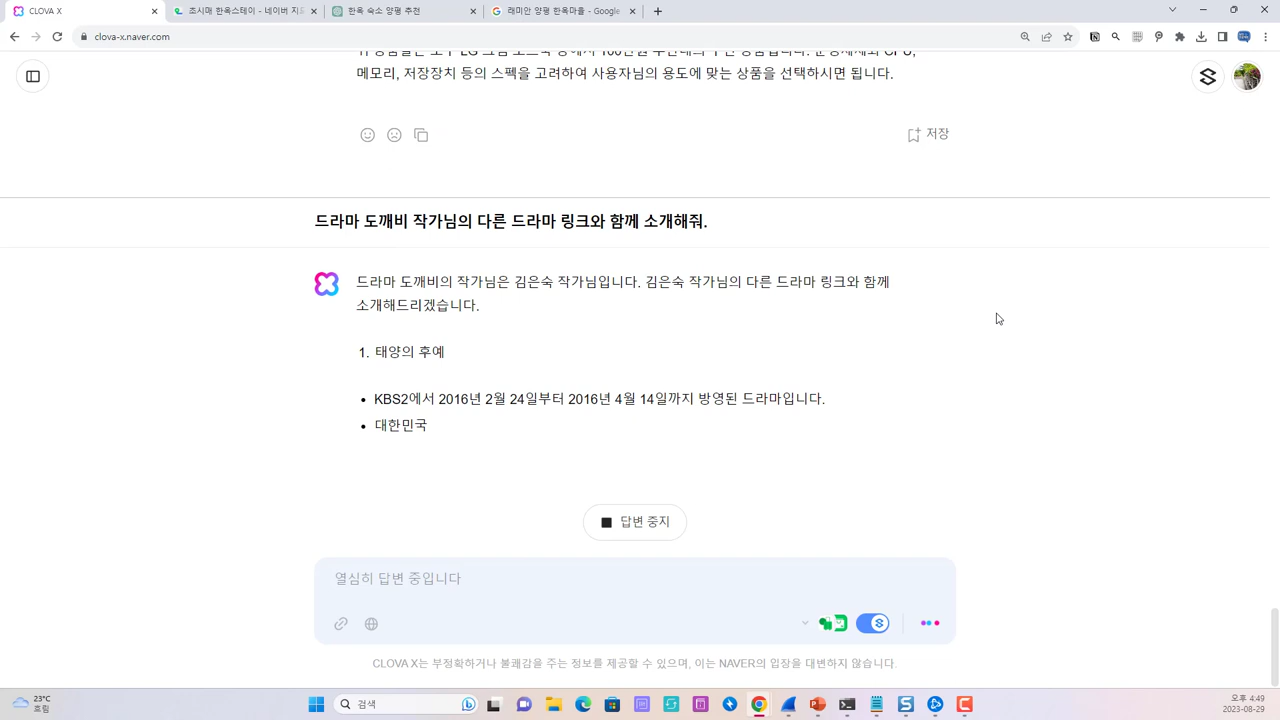 CLOVA X
조시매 한옥스테이 - 네이버 지도
한옥 숙소 양평 추천
래미안 양평 한옥마을 - Google
clova-x.naver.com
메모리, 저장장치 등의 스펙을 고려하여 사용자님의 용도에 맞는 상품을 선택하시면 됩니다.
저장
드라마 도깨비 작가님의 다른 드라마 링크와 함께 소개해줘.
드라마 도깨비의 작가님은 김은숙 작가님입니다. 김은숙 작가님의 다른 드라마 링크와 함께
소개해드리겠습니다.
1. 태양의 후예
• KBS2에서 2016년 2월 24일부터 2016년 4월 14일까지 방영된 드라마입니다.
• 대한민국
답변 중지
열심히 답변 중입니다
CLOVA X는 부정확하거나 불쾌감을 주는 정보를 제공할 수 있으며, 이는 NAVER의 입장을 대변하지 않습니다.
23°C
흐림
검색
오후 4:49
2023-08-29